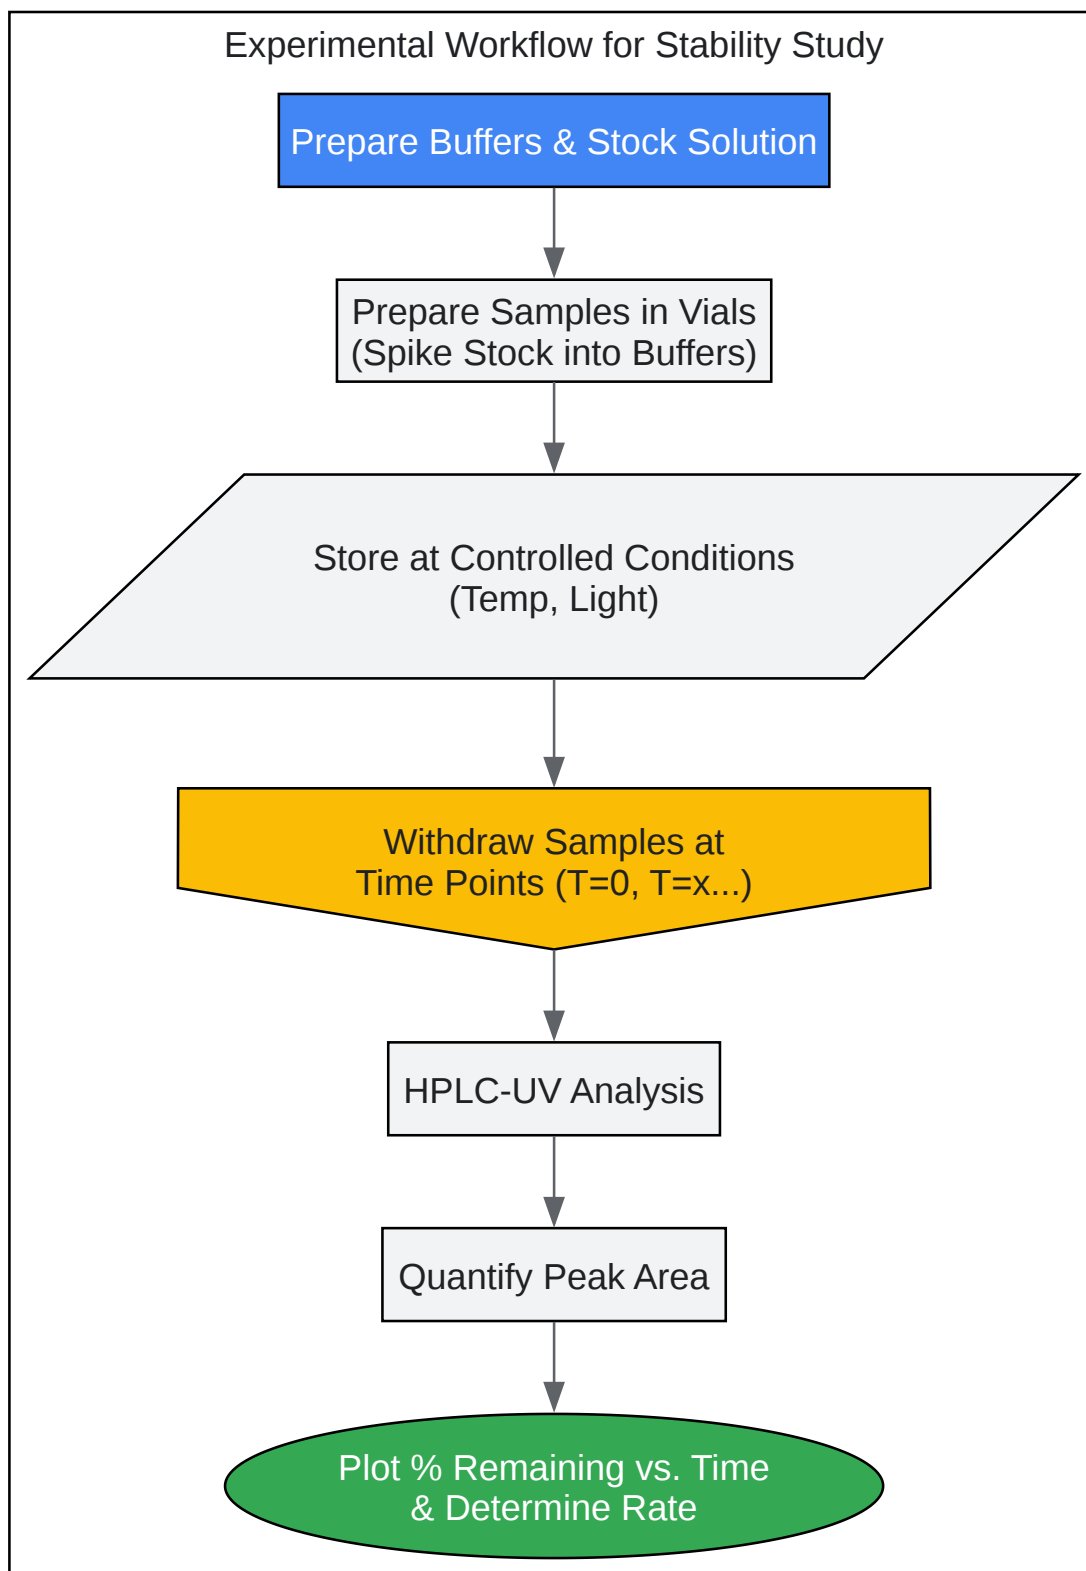 Experimental Workflow for Stability Study
Prepare Buffers & Stock Solution
Prepare Samples in Vials
(Spike Stock into Buffers)
Store at Controlled Conditions
(Temp, Light)
Withdraw Samples at
Time Points (T=0, T=x...)
HPLC-UV Analysis
Quantify Peak Area
Plot % Remaining vs. Time
& Determine Rate